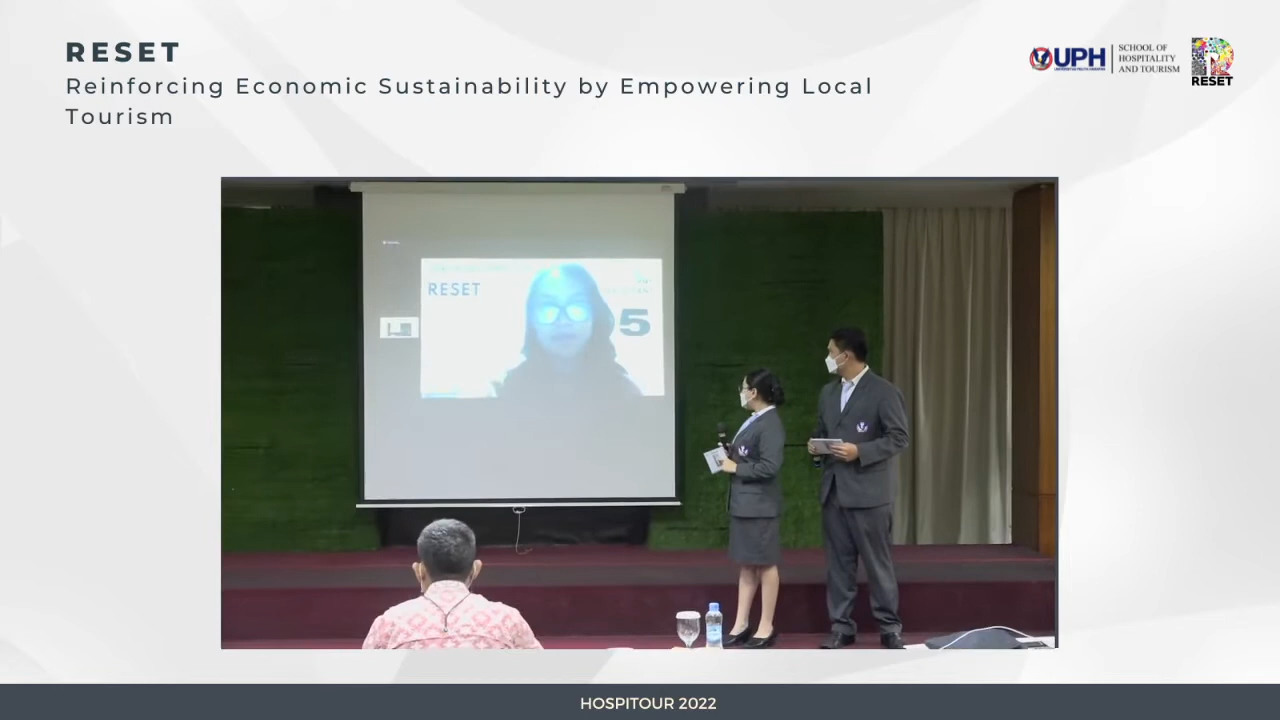 RESET
Reinforcing Economic Sustainability by Empowering Local
Tourism
UPH
SCHOOL OF
HOSPITALITY
AND TOURISM
RESET
RESET
5
HOSPITOUR 2022